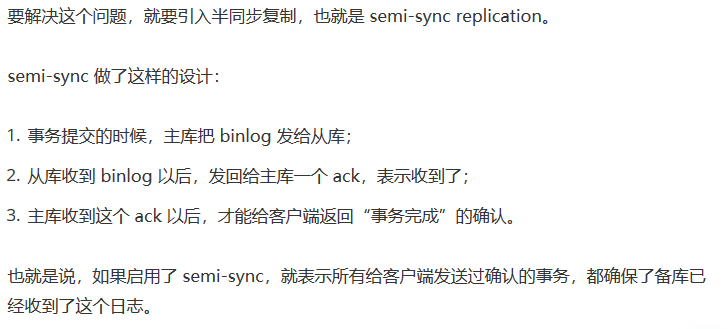 要解决这个问题，就要引入半同步复制，也就是 semi-sync replication。
semi-sync 做了这样的设计：
1. 事务提交的时候，主库把 binlog 发给从库；
2. 从库收到 binlog 以后，发回给主库一个 ack，表示收到了；
3. 主库收到这个 ack 以后，才能给客户端返回“事务完成”的确认。
也就是说，如果启用了 semi-sync，就表示所有给客户端发送过确认的事务，都确保了备库已
经收到了这个日志。